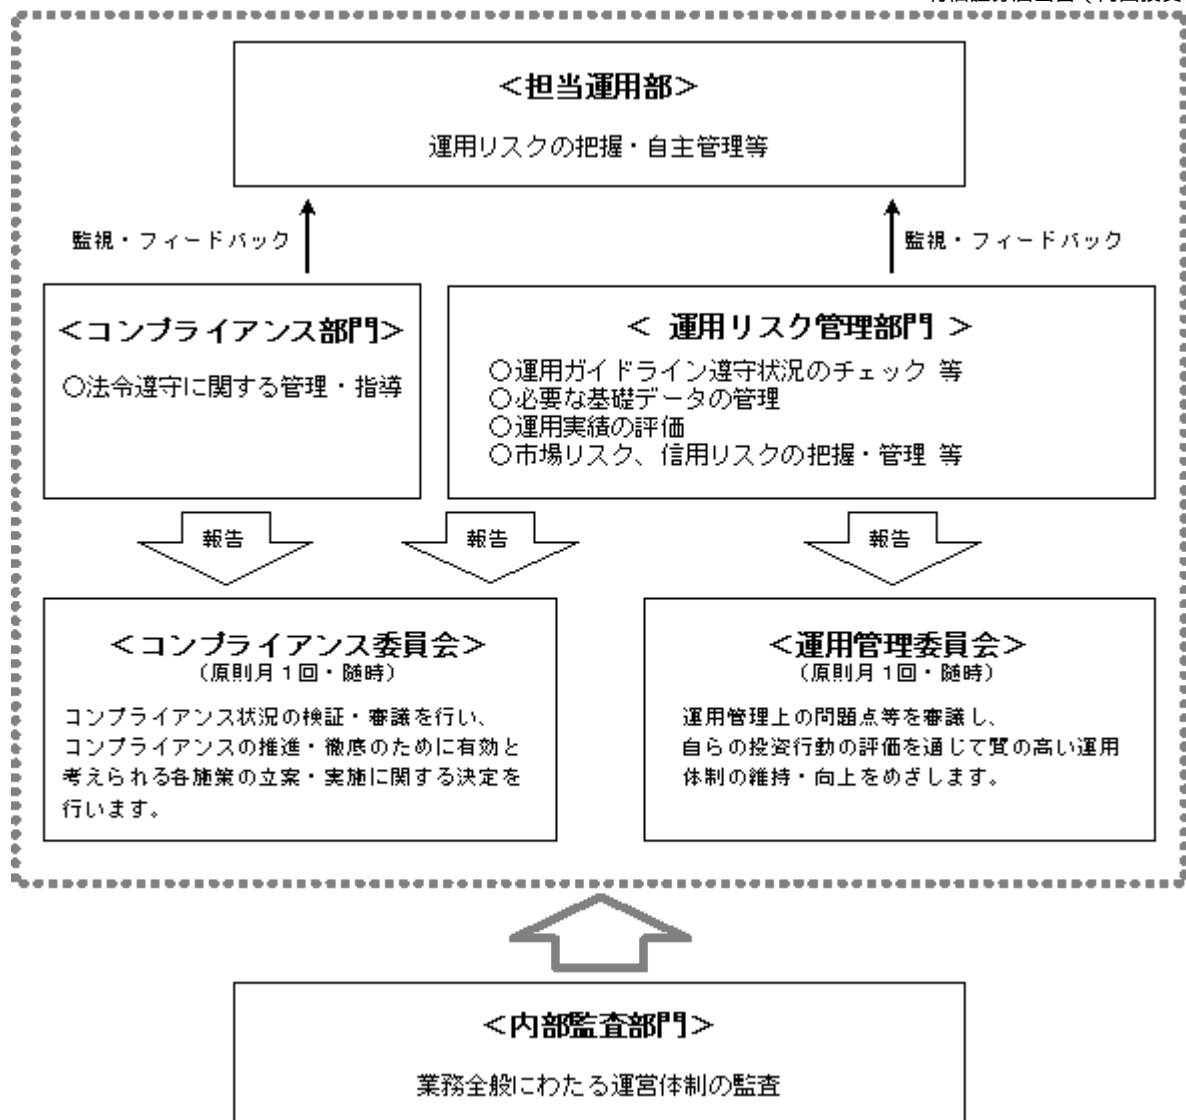 ＜担当運用部＞
運用リスクの把握・自主管理等
監視・フィードバック
監視・フィードバック
＜コンプライアンス部門＞
○法令遵守に関する管理・指導
＜ 運用リスク管理部門 ＞
○運用ガイドライン遵守状況のチェック 等
○必要な基礎データの管理
○運用実績の評価
○市場リスク、信用リスクの把握・管理 等
報告
報告
報告
＜コンプライアンス委員会＞
（原則月１回・随時）
コンプライアンス状況の検証・審議を行い、
コンプライアンスの推進・徹底のために有効と
考えられる各施策の立案・実施に関する決定を
行います。
＜運用管理委員会＞
（原則月１回・随時）
運用管理上の問題点等を審議し、
自らの投資行動の評価を通じて質の高い運用
体制の維持・向上をめざします。
＜内部監査部門＞
業務全般にわたる運営体制の監査